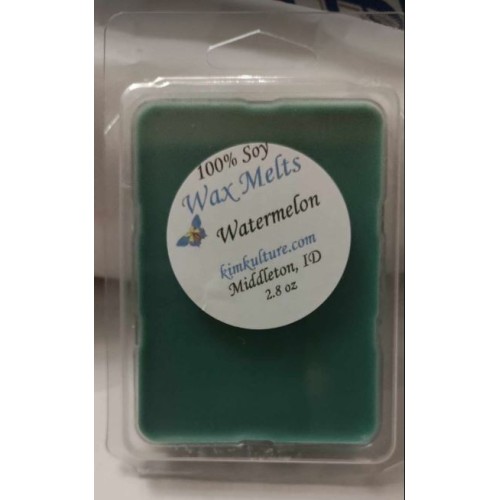 100% Soy
Wax Melts
Watermelon
kimkulture.com
Middleton, ID
2.8 oz